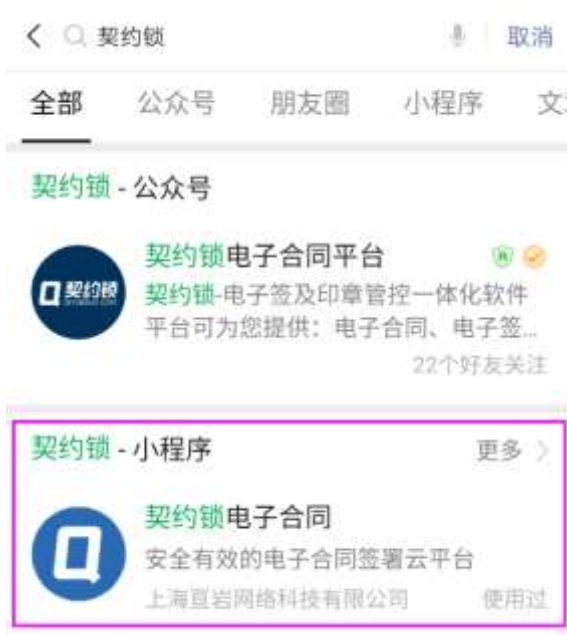 契约锁
取消
全部 公众号 朋友圈 小程序 文
契约锁 - 公众号
契约锁电子合同平台
契约锁
契约锁-电子签及印章管控一体化软件
平台可为您提供：电子合同、电子签...
22个好友关注
契约锁 - 小程序 更多
契约锁电子合同
安全有效的电子合同签署云平台
上海亘岩网络科技有限公司 使用过